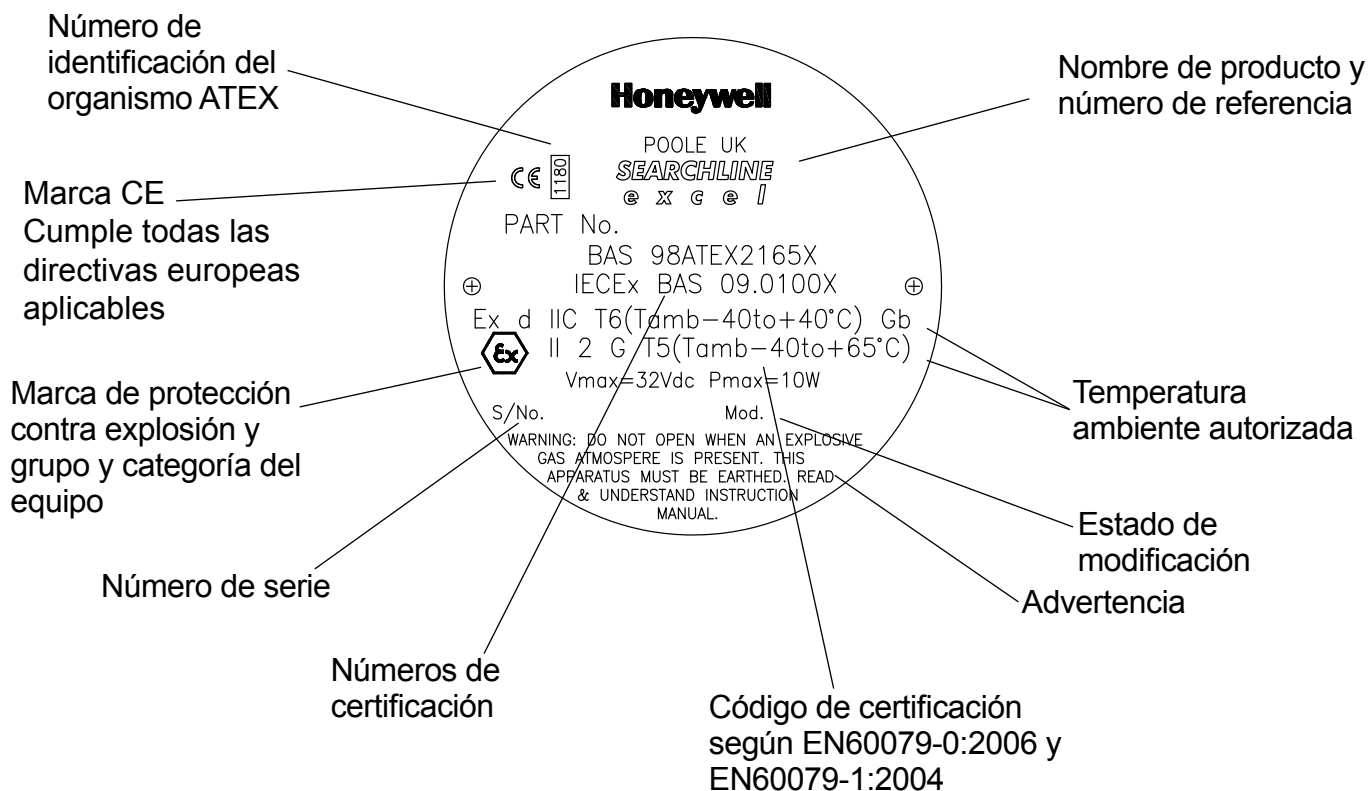 Número de
identificación del
organismo ATEX
Nombre de producto y
número de referencia
Marca CE
Cumple todas las
directivas europeas
aplicables
Honeywell
POOLE UK
SEARCHLINE
excel
CE 1180
PART No.
BAS 98ATEX2165X
IECEx BAS 09.0100X
Ex d IIC T6(Tamb-40to+40°C) Gb
Ex II 2 G T5(Tamb-40to+65°C)
Vmax=32Vdc Pmax=10W
S/No. Mod.
WARNING: DO NOT OPEN WHEN AN EXPLOSIVE
GAS ATMOSPERE IS PRESENT. THIS
APPARATUS MUST BE EARTHED. READ
& UNDERSTAND INSTRUCTION
MANUAL.
Marca de protección
contra explosión y
grupo y categoría del
equipo
Temperatura
ambiente autorizada
Estado de
modificación
Número de serie
Advertencia
Números de
certificación
Código de certificación
según EN60079-0:2006 y
EN60079-1:2004